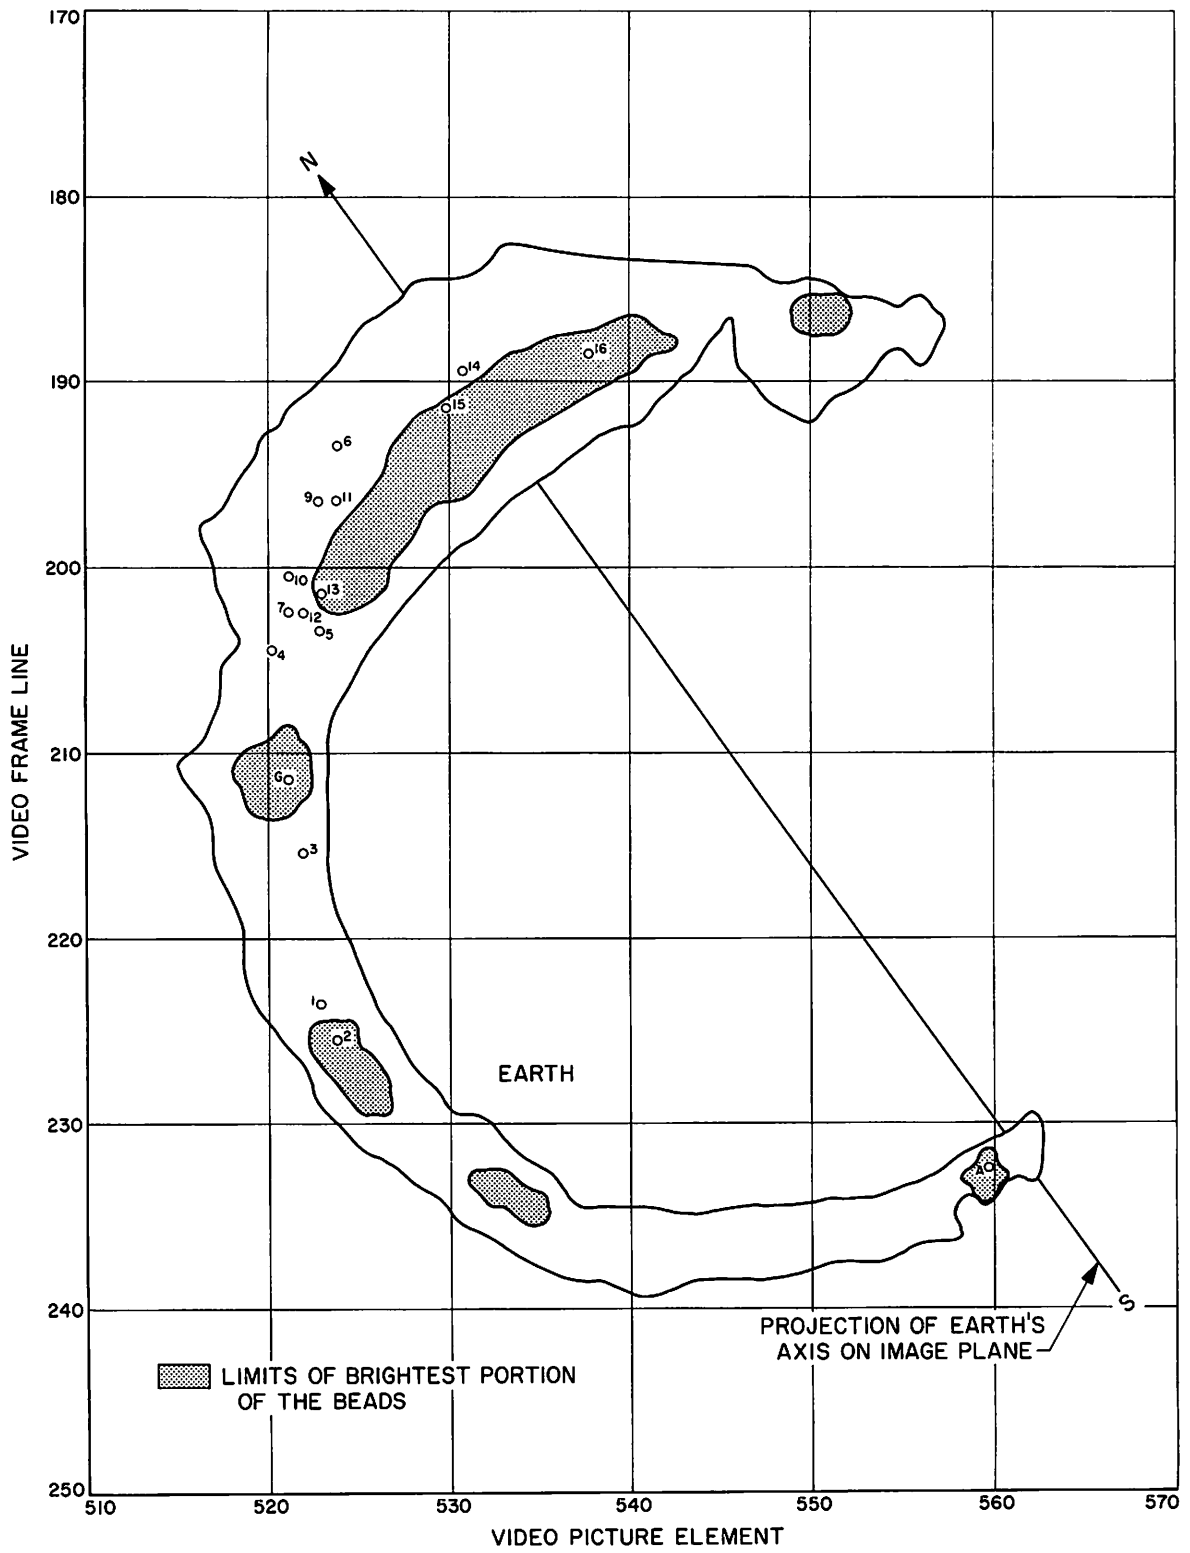 170
N
180
14
16
190
15
6
9
11
200
10
13
7
12
5
4
VIDEO FRAME LINE
210
G
3
220
1
2
EARTH
230
A
S
240
PROJECTION OF EARTH'S
AXIS ON IMAGE PLANE
LIMITS OF BRIGHTEST PORTION
OF THE BEADS
250
510 520 530 540 550 560 570
VIDEO PICTURE ELEMENT